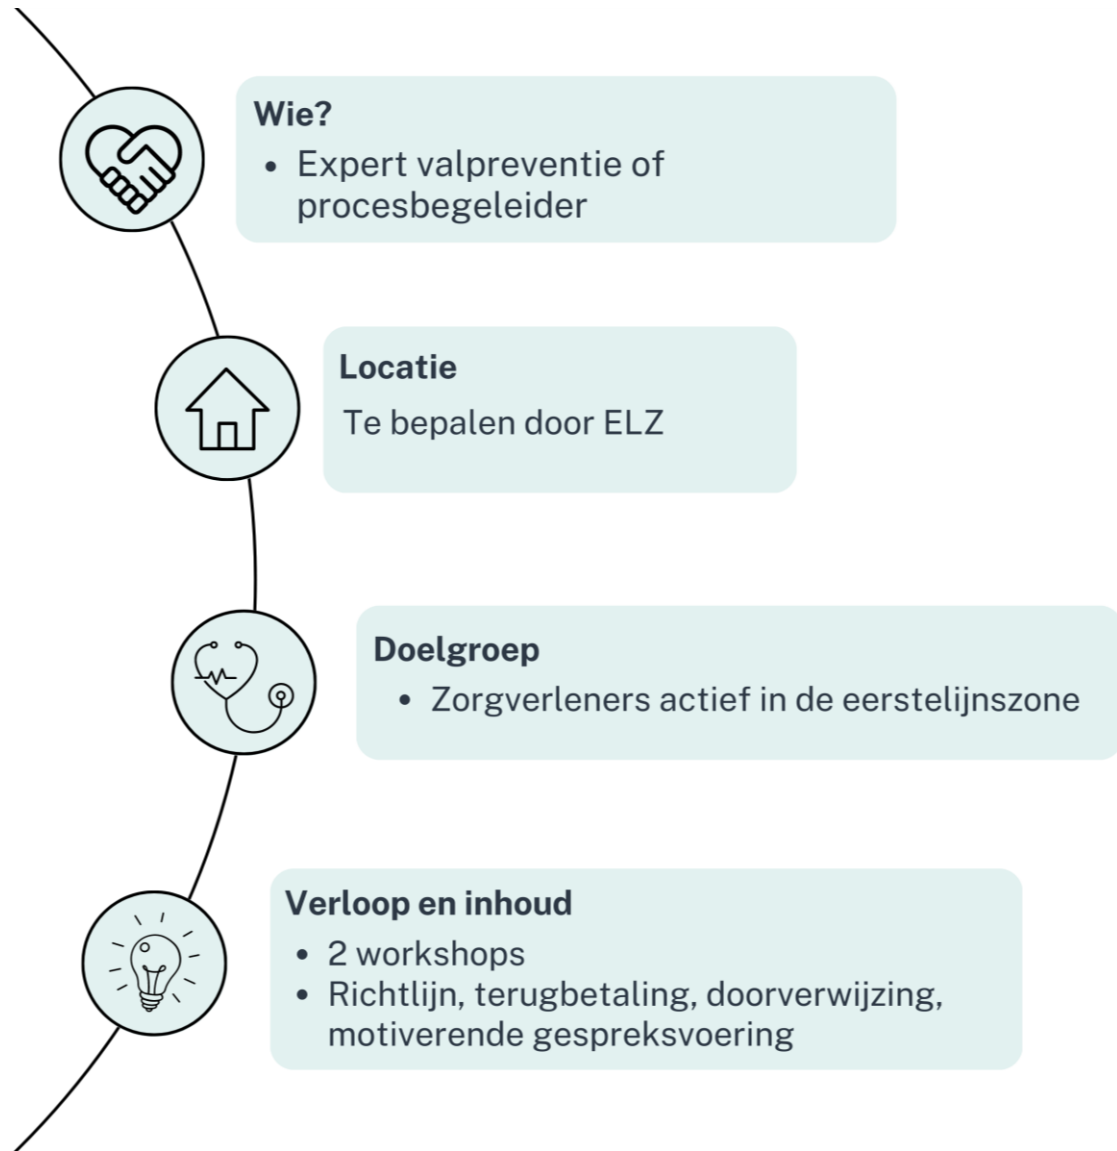 Wie?
• Expert valpreventie of
procesbegeleider
Locatie
Te bepalen door ELZ
Doelgroep
• Zorgverleners actief in de eerstelijnszone
Verloop en inhoud
• 2 workshops
• Richtlijn, terugbetaling, doorverwijzing,
motiverende gespreksvoering